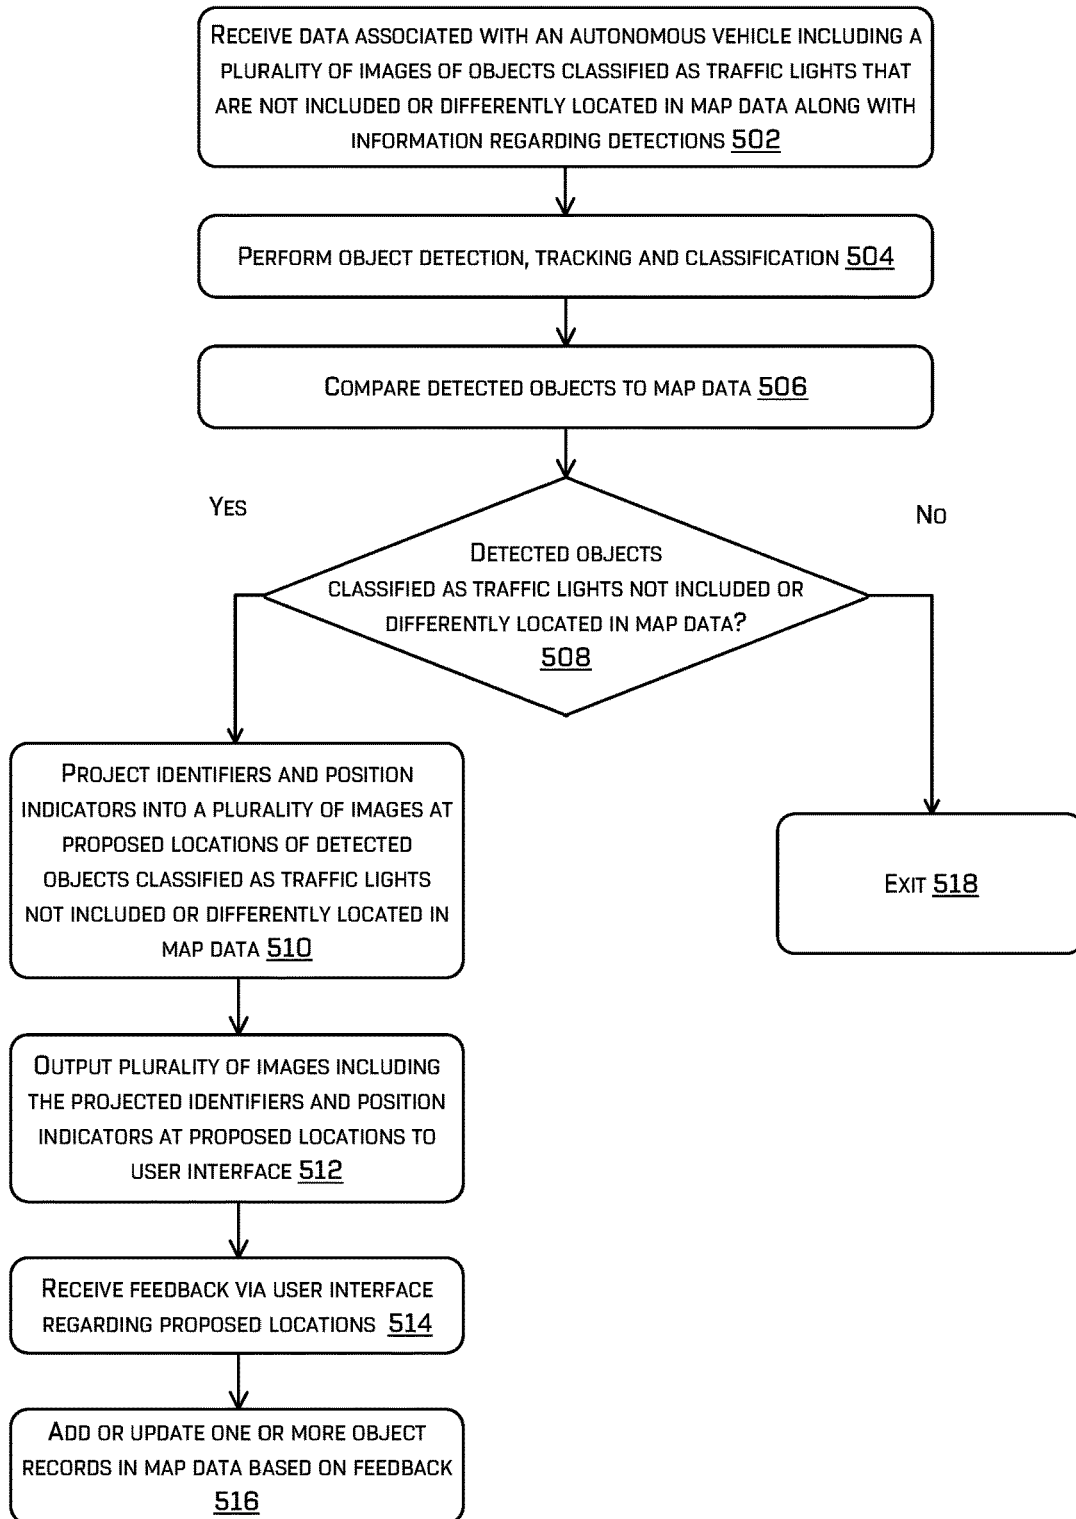 RECEIVE DATA ASSOCIATED WITH AN AUTONOMOUS VEHICLE INCLUDING A
PLURALITY OF IMAGES OF OBJECTS CLASSIFIED AS TRAFFIC LIGHTS THAT
ARE NOT INCLUDED OR DIFFERENTLY LOCATED IN MAP DATA ALONG WITH
INFORMATION REGARDING DETECTIONS 502
PERFORM OBJECT DETECTION, TRACKING AND CLASSIFICATION 504
COMPARE DETECTED OBJECTS TO MAP DATA 506
YES
NO
DETECTED OBJECTS
CLASSIFIED AS TRAFFIC LIGHTS NOT INCLUDED OR
DIFFERENTLY LOCATED IN MAP DATA?
508
PROJECT IDENTIFIERS AND POSITION
INDICATORS INTO A PLURALITY OF IMAGES AT
PROPOSED LOCATIONS OF DETECTED
OBJECTS CLASSIFIED AS TRAFFIC LIGHTS
NOT INCLUDED OR DIFFERENTLY LOCATED IN
MAP DATA 510
EXIT 518
OUTPUT PLURALITY OF IMAGES INCLUDING
THE PROJECTED IDENTIFIERS AND POSITION
INDICATORS AT PROPOSED LOCATIONS TO
USER INTERFACE 512
RECEIVE FEEDBACK VIA USER INTERFACE
REGARDING PROPOSED LOCATIONS 514
ADD OR UPDATE ONE OR MORE OBJECT
RECORDS IN MAP DATA BASED ON FEEDBACK
516